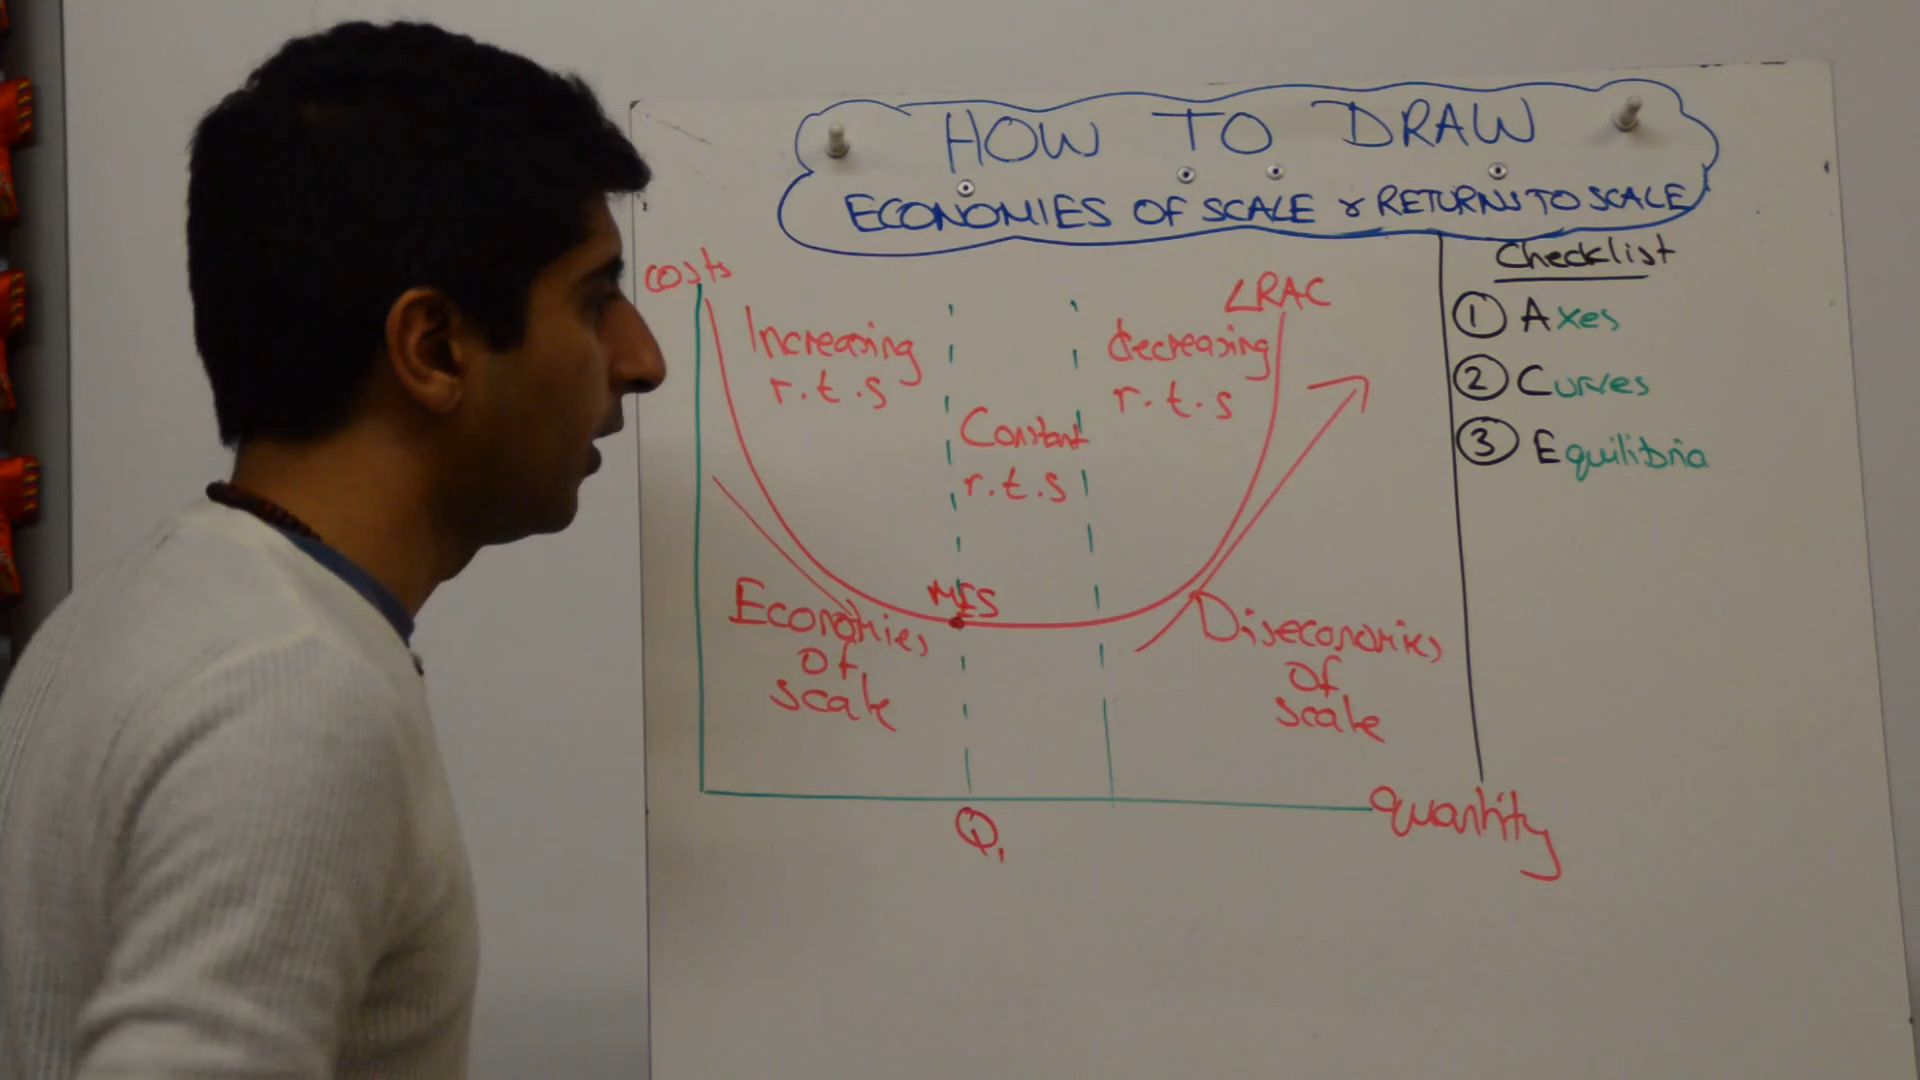 HOW TO DRAW
ECONOMIES OF SCALE & RETURNS TO SCALE
Costs
Increasing
r.t.s
Constant
r.t.s
decreasing
r.t.s
LRAC
MES
Economies
Of
scale
Diseconomies
Of
scale
Q1
quantity
Checklist
1 Axes
2 Curves
3 Equilibria